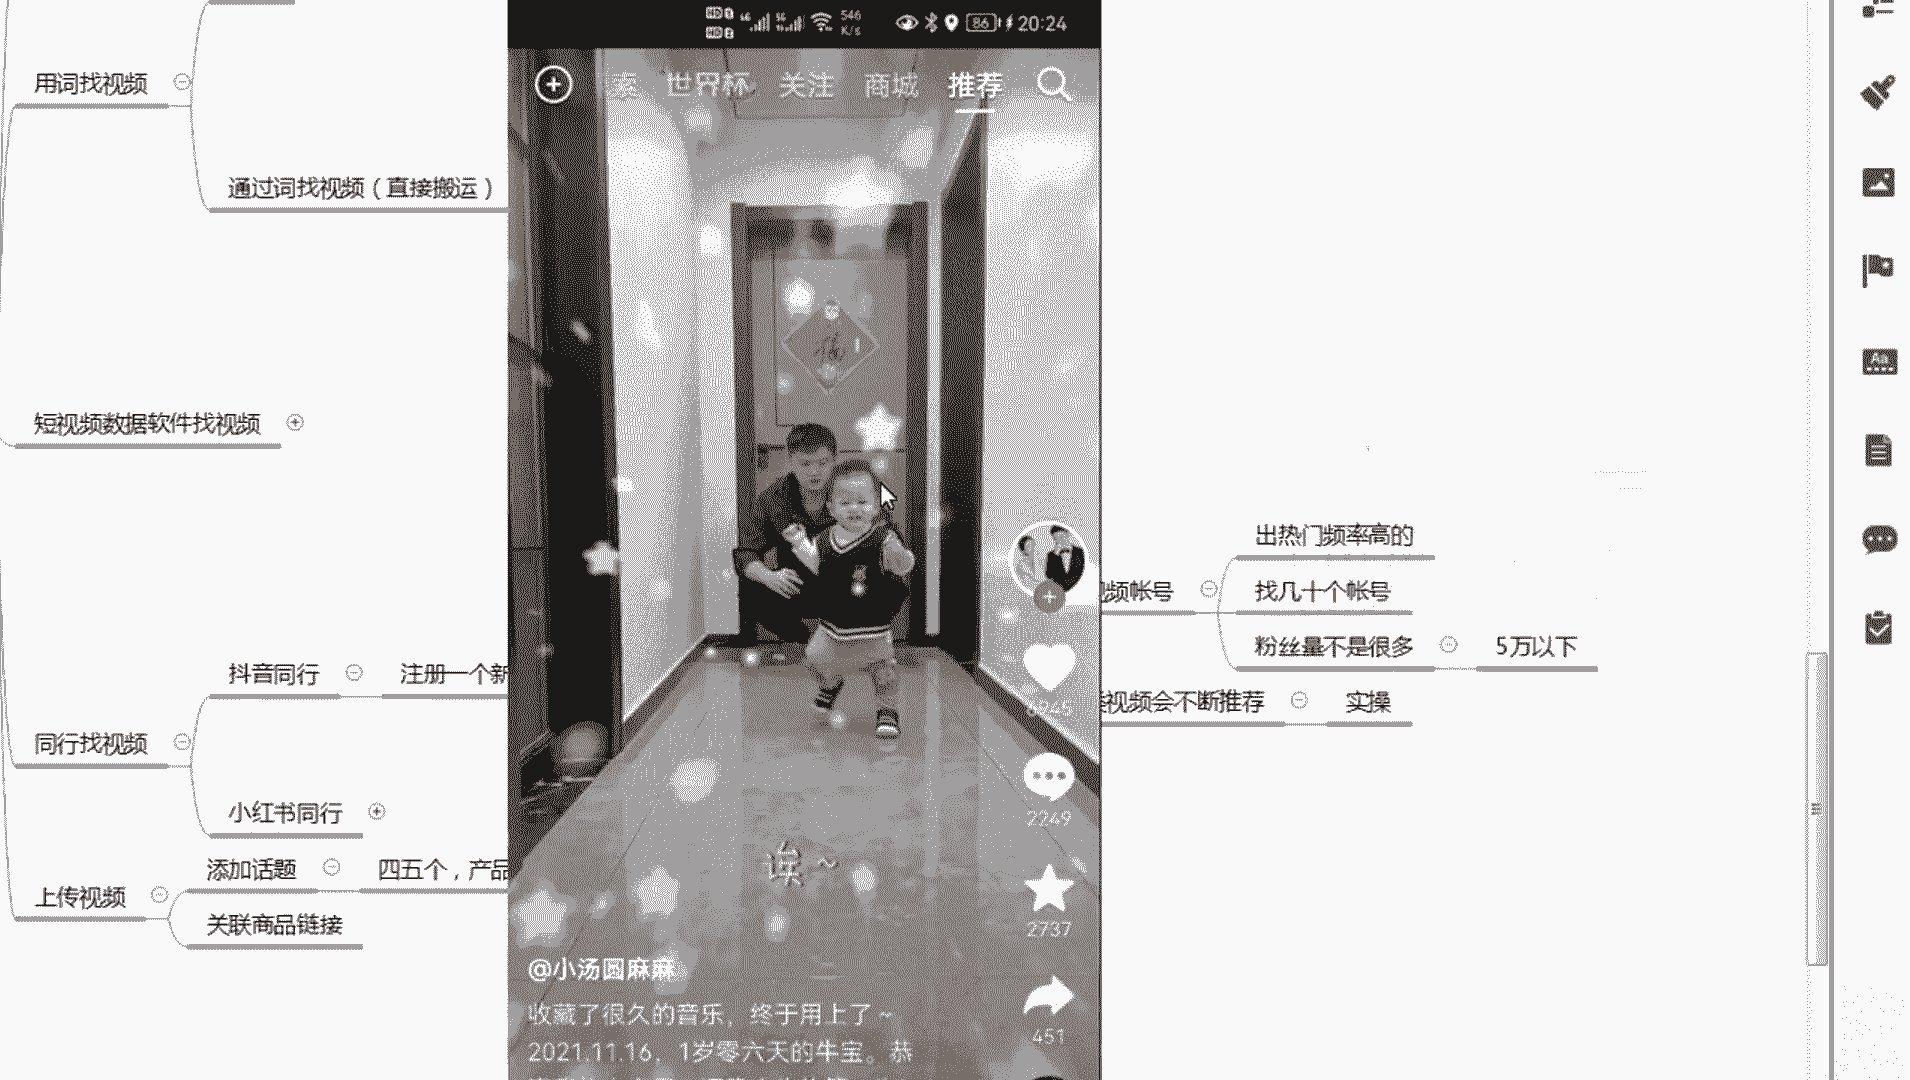 546
K/s
86
20:24
索 世界杯 关注 商城 推荐
用词找视频
通过词找视频（直接搬运）
短视频数据软件找视频
抖音同行
注册一个新
同行找视频
小红书同行
添加话题
四五个，产品
上传视频
关联商品链接
诶~
2249
2737
451
@小汤圆麻麻
收藏了很久的音乐，终于用上了~
2021.11.16，1岁零六天的牛宝。恭
出热门频率高的
视频帐号
找几十个帐号
粉丝量不是很多
5万以下
视频会不断推荐
实操
Aa